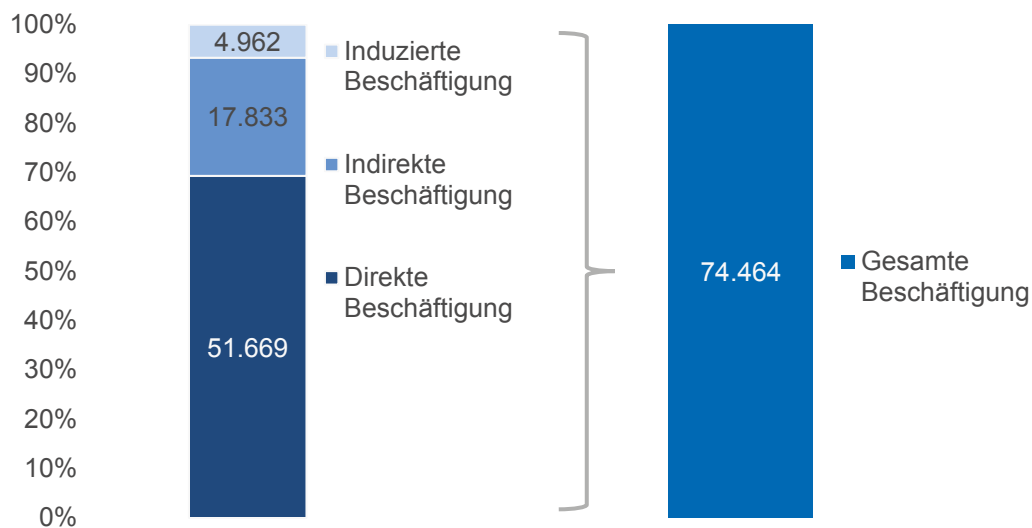 100%
90%
80%
70%
60%
50%
40%
30%
20%
10%
0%
4.962
17.833
51.669
Induzierte
Beschäftigung
Indirekte
Beschäftigung
Direkte
Beschäftigung
74.464
Gesamte
Beschäftigung